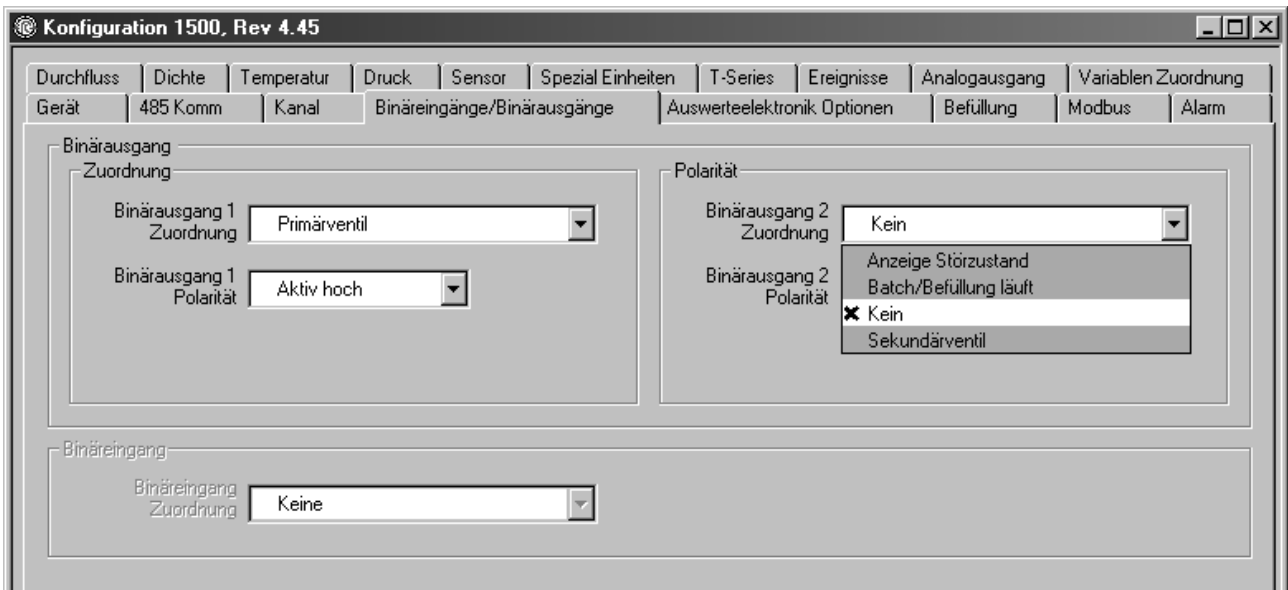 Konfiguration 1500, Rev 4.45
Durchfluss Dichte Temperatur Druck Sensor Spezial Einheiten T-Series Ereignisse Analogausgang Variablen Zuordnung
Gerät 485 Komm Kanal Binäreingänge/Binärausgänge Auswerteelektronik Optionen Befüllung Modbus Alarm
Binärausgang
Zuordnung
Binärausgang 1
Zuordnung
Primärventil
Binärausgang 1
Polarität
Aktiv hoch
Polarität
Binärausgang 2
Zuordnung
Kein
Binärausgang 2
Polarität
Anzeige Störzustand
Batch/Befüllung läuft
Kein
Sekundärventil
Binäreingang
Binäreingang
Zuordnung
Keine